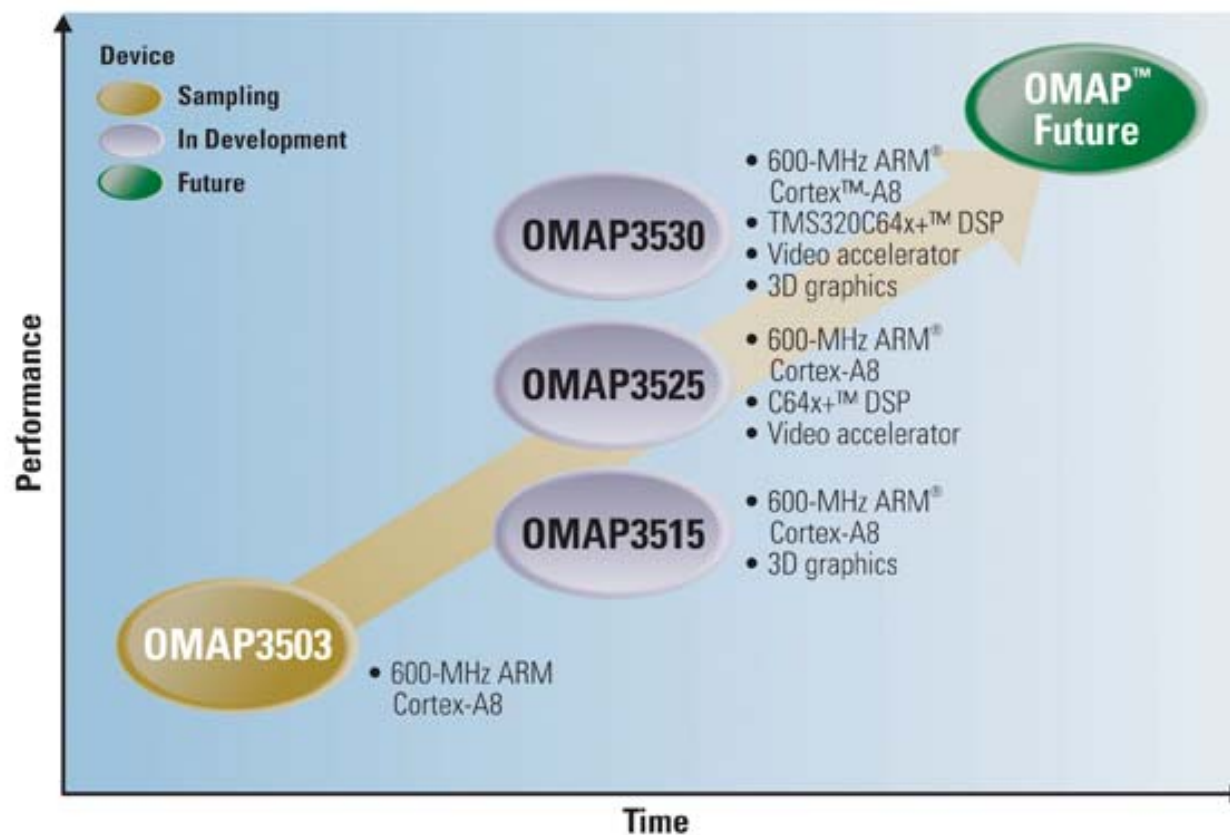 Device
Sampling
In Development
Future
OMAP™
Future
OMAP3530
• 600-MHz ARM®
Cortex™-A8
• TMS320C64x+™ DSP
• Video accelerator
• 3D graphics
OMAP3525
• 600-MHz ARM®
Cortex-A8
• C64x+™ DSP
• Video accelerator
OMAP3515
• 600-MHz ARM®
Cortex-A8
• 3D graphics
OMAP3503
• 600-MHz ARM
Cortex-A8
Performance
Time